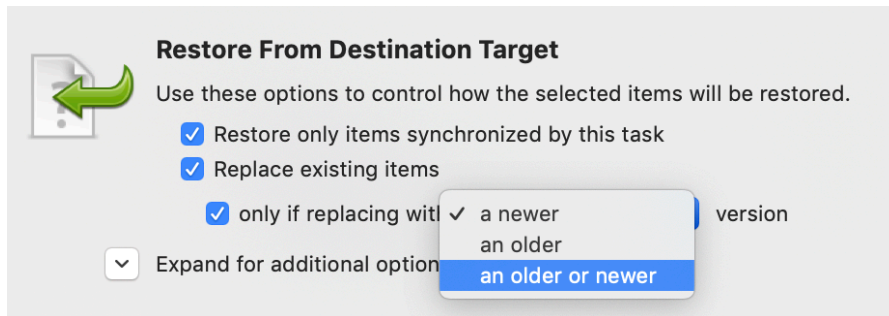 Restore From Destination Target
Use these options to control how the selected items will be restored.
Restore only items synchronized by this task
Replace existing items
only if replacing with a newer version
an older
Expand for additional option
an older or newer